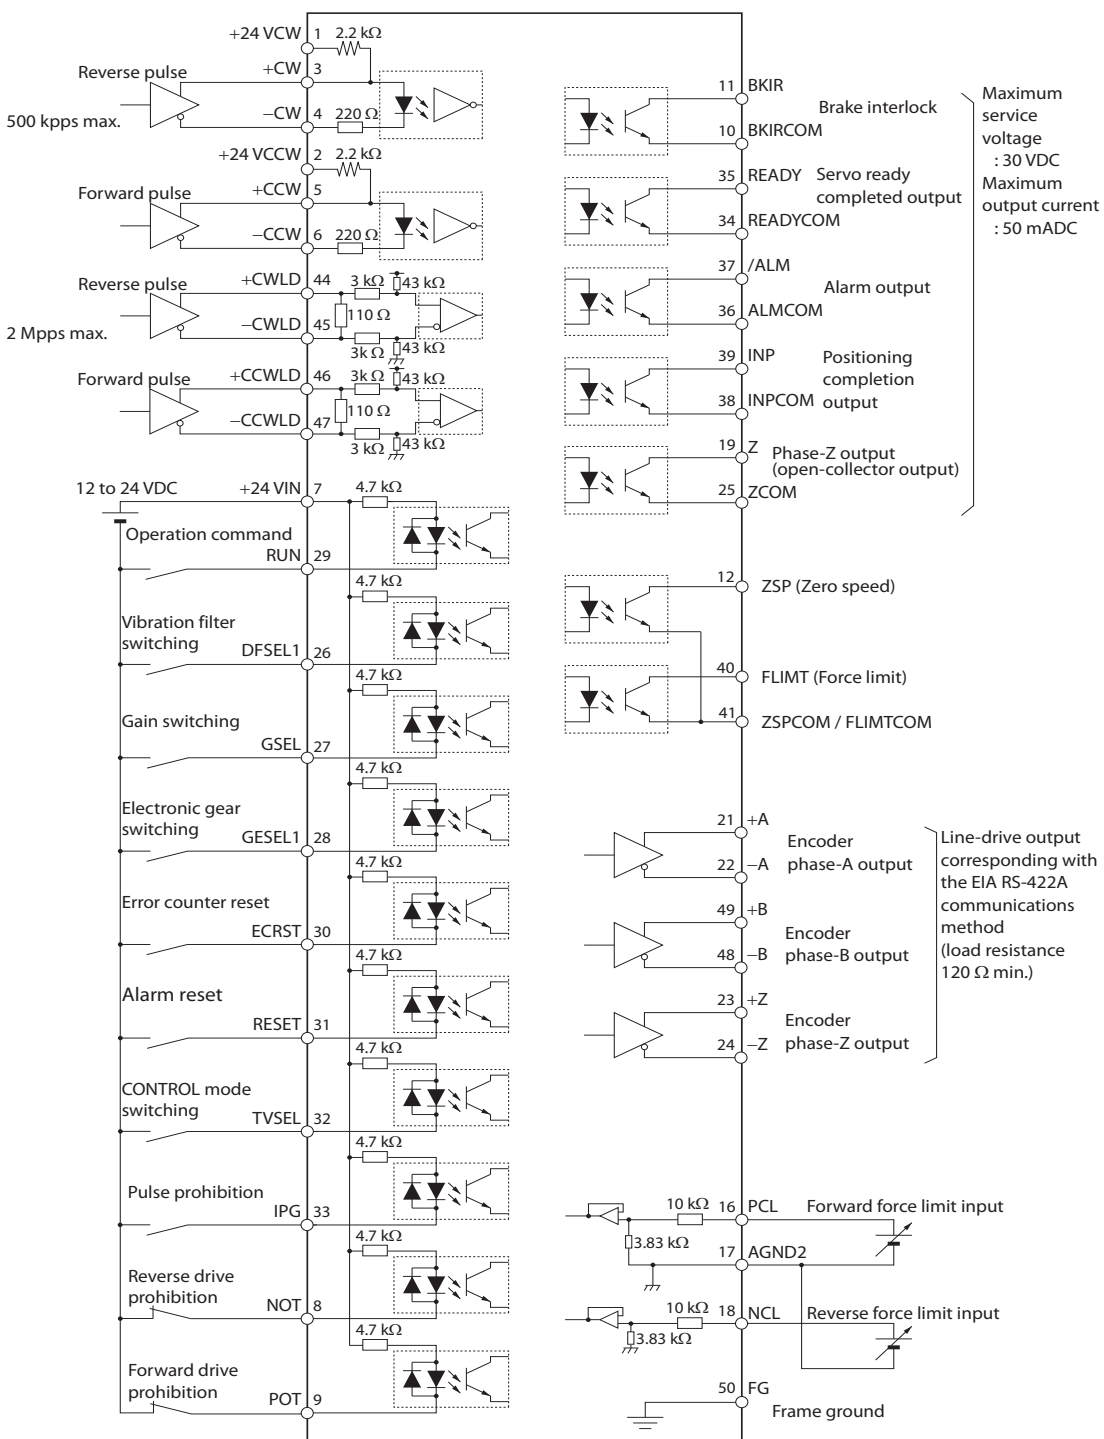 +24 VCW 1 2.2 kΩ
Reverse pulse
+CW 3
500 kpps max.
−CW 4 220 Ω
+24 VCCW 2 2.2 kΩ
Forward pulse
+CCW 5
−CCW 6 220 Ω
Reverse pulse
+CWLD 44 3 kΩ 43 kΩ
110 Ω
2 Mpps max.
−CWLD 45 3k Ω 43 kΩ
Forward pulse
+CCWLD 46 3k Ω 43 kΩ
110 Ω
−CCWLD 47 3 kΩ 43 kΩ
12 to 24 VDC
+24 VIN 7 4.7 kΩ
Operation command
RUN 29
4.7 kΩ
Vibration filter
switching
DFSEL1 26
4.7 kΩ
Gain switching
GSEL 27
4.7 kΩ
Electronic gear
switching
GESEL1 28
4.7 kΩ
Error counter reset
ECRST 30
4.7 kΩ
Alarm reset
RESET 31
4.7 kΩ
CONTROL mode
switching
TVSEL 32
4.7 kΩ
Pulse prohibition
IPG 33
4.7 kΩ
Reverse drive
prohibition
NOT 8
4.7 kΩ
Forward drive
prohibition
POT 9
11 BKIR
Brake interlock
10 BKIRCOM
35 READY
Servo ready
completed output
34 READYCOM
37 /ALM
Alarm output
36 ALMCOM
39 INP
Positioning
completion
output
38 INPCOM
19 Z
Phase-Z output
(open-collector output)
25 ZCOM
Maximum
service
voltage
: 30 VDC
Maximum
output current
: 50 mADC
12 ZSP (Zero speed)
40 FLIMT (Force limit)
41 ZSPCOM / FLIMTCOM
21 +A
Encoder
phase-A output
22 −A
49 +B
Encoder
phase-B output
48 −B
23 +Z
Encoder
phase-Z output
24 −Z
Line-drive output
corresponding with
the EIA RS-422A
communications
method
(load resistance
120 Ω min.)
10 kΩ 16 PCL Forward force limit input
3.83 kΩ
17 AGND2
10 kΩ 18 NCL Reverse force limit input
3.83 kΩ
50 FG
Frame ground